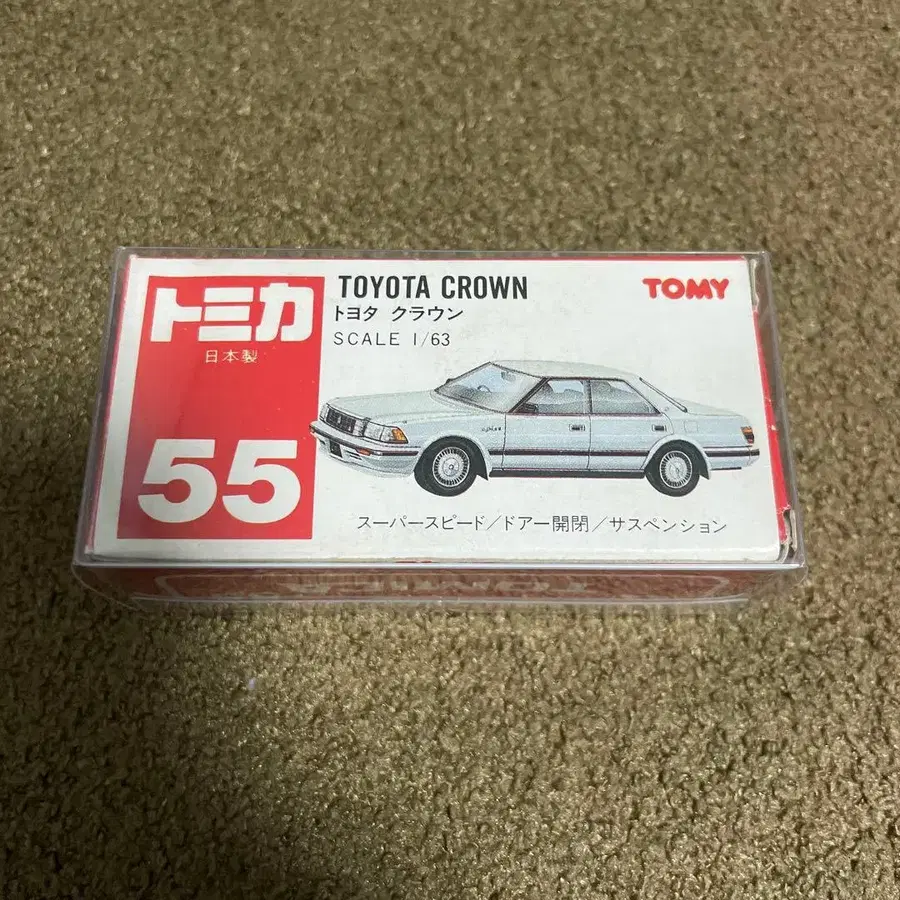 トミカ
日本製
55
TOYOTA CROWN
トヨタ クラウン
SCALE 1/63
TOMY
スーパースピード/ドアー開閉/サスペンション